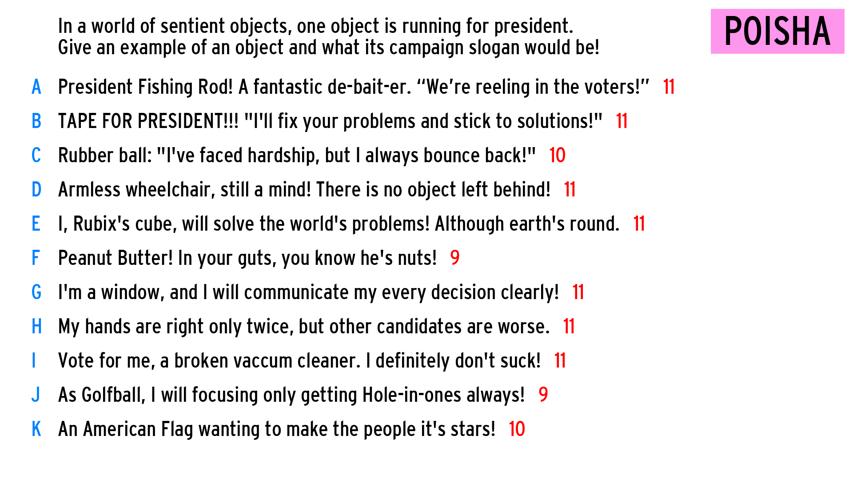 In a world of sentient objects, one object is running for president.
Give an example of an object and what its campaign slogan would be!
POISHA
A President Fishing Rod! A fantastic de-bait-er. “We’re reeling in the voters!” 11
B TAPE FOR PRESIDENT!!! "I'll fix your problems and stick to solutions!" 11
C Rubber ball: "I've faced hardship, but I always bounce back!" 10
D Armless wheelchair, still a mind! There is no object left behind! 11
E I, Rubix's cube, will solve the world's problems! Although earth's round. 11
F Peanut Butter! In your guts, you know he's nuts! 9
G I'm a window, and I will communicate my every decision clearly! 11
H My hands are right only twice, but other candidates are worse. 11
I Vote for me, a broken vaccum cleaner. I definitely don't suck! 11
J As Golfball, I will focusing only getting Hole-in-ones always! 9
K An American Flag wanting to make the people it's stars! 10